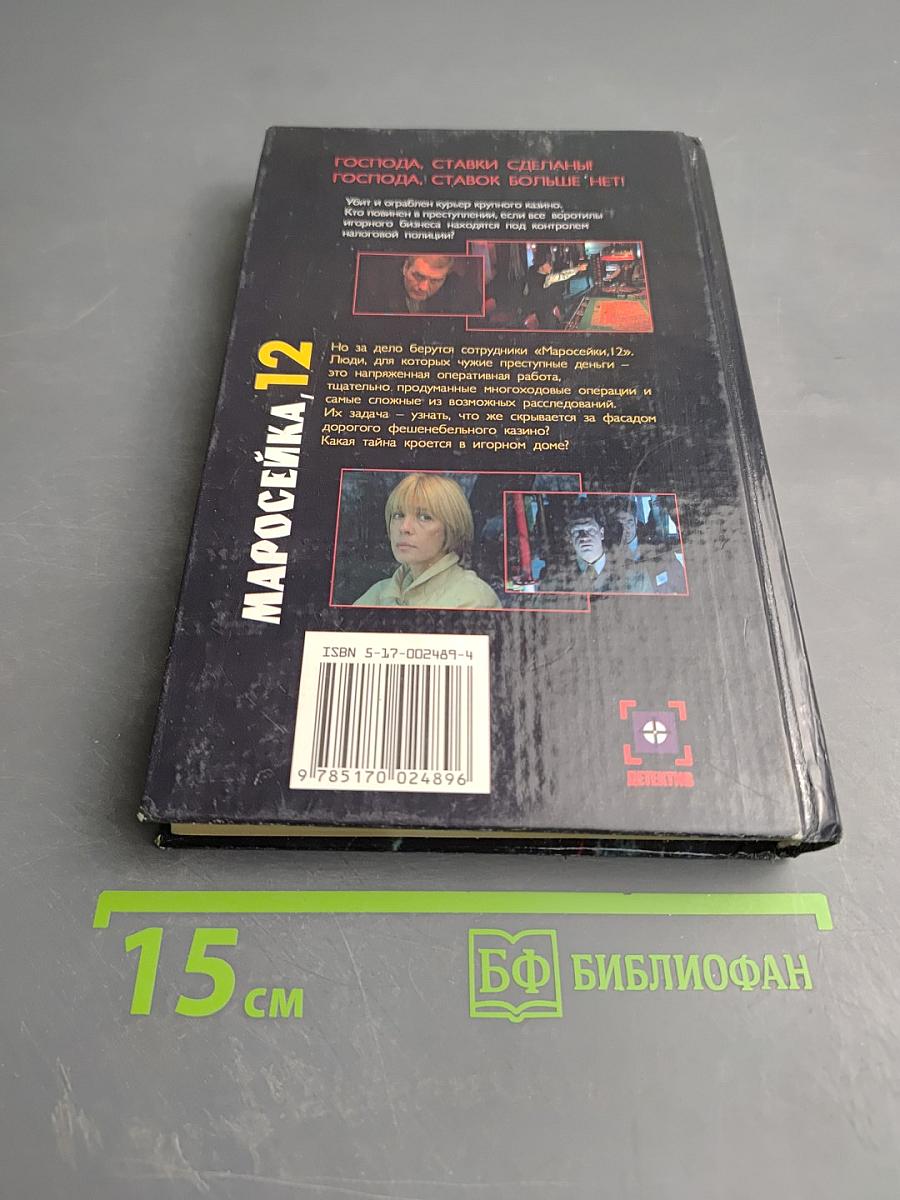 ГОСПОДА, СТАВКИ СДЕЛАНЫ!
ГОСПОДА, СТАВОК БОЛЬШЕ НЕТ!
Убит и ограблен курьер крупного казино.
Кто повинен в преступлении, если все воротилы
игорного бизнеса находятся под контролем
налоговой полиции?
Но за дело берутся сотрудники «Маросейки,12».
Люди, для которых чужие преступные деньги –
это напряженная оперативная работа,
тщательно продуманные многоходовые операции и
самые сложные из возможных расследований.
Их задача – узнать, что же скрывается за фасадом
дорогого фешенебельного казино?
Какая тайна кроется в игорном доме?
МАРОСЕЙКА, 12
ISBN 5-17-002489-4
9 785170 024896
ДЕТЕКТИВ
15 см
БФ БИБЛИОФАН